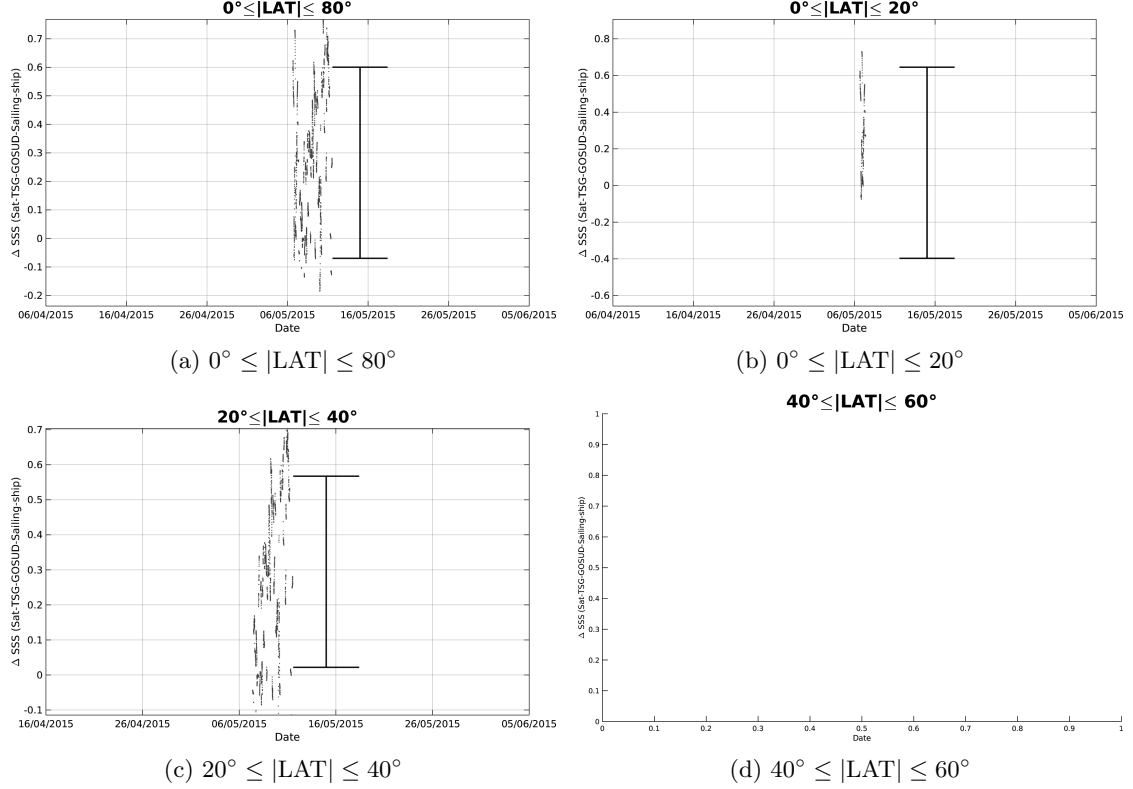 0°≤|LAT|≤ 80°
Δ SSS (Sat-TSG-GOSUD-Sailing-ship)
0.7
0.6
0.5
0.4
0.3
0.2
0.1
0
-0.1
-0.2
06/04/2015 16/04/2015 26/04/2015 06/05/2015 16/05/2015 26/05/2015 05/06/2015
Date
(a) 0° ≤ |LAT| ≤ 80°
0°≤|LAT|≤ 20°
Δ SSS (Sat-TSG-GOSUD-Sailing-ship)
0.8
0.6
0.4
0.2
0
-0.2
-0.4
-0.6
06/04/2015 16/04/2015 26/04/2015 06/05/2015 16/05/2015 26/05/2015 05/06/2015
Date
(b) 0° ≤ |LAT| ≤ 20°
20°≤|LAT|≤ 40°
Δ SSS (Sat-TSG-GOSUD-Sailing-ship)
0.7
0.6
0.5
0.4
0.3
0.2
0.1
0
-0.1
16/04/2015 26/04/2015 06/05/2015 16/05/2015 26/05/2015 05/06/2015
Date
(c) 20° ≤ |LAT| ≤ 40°
40°≤|LAT|≤ 60°
Δ SSS (Sat-TSG-GOSUD-Sailing-ship)
1
0.9
0.8
0.7
0.6
0.5
0.4
0.3
0.2
0.1
0
0 0.1 0.2 0.3 0.4 0.5 0.6 0.7 0.8 0.9 1
Date
(d) 40° ≤ |LAT| ≤ 60°